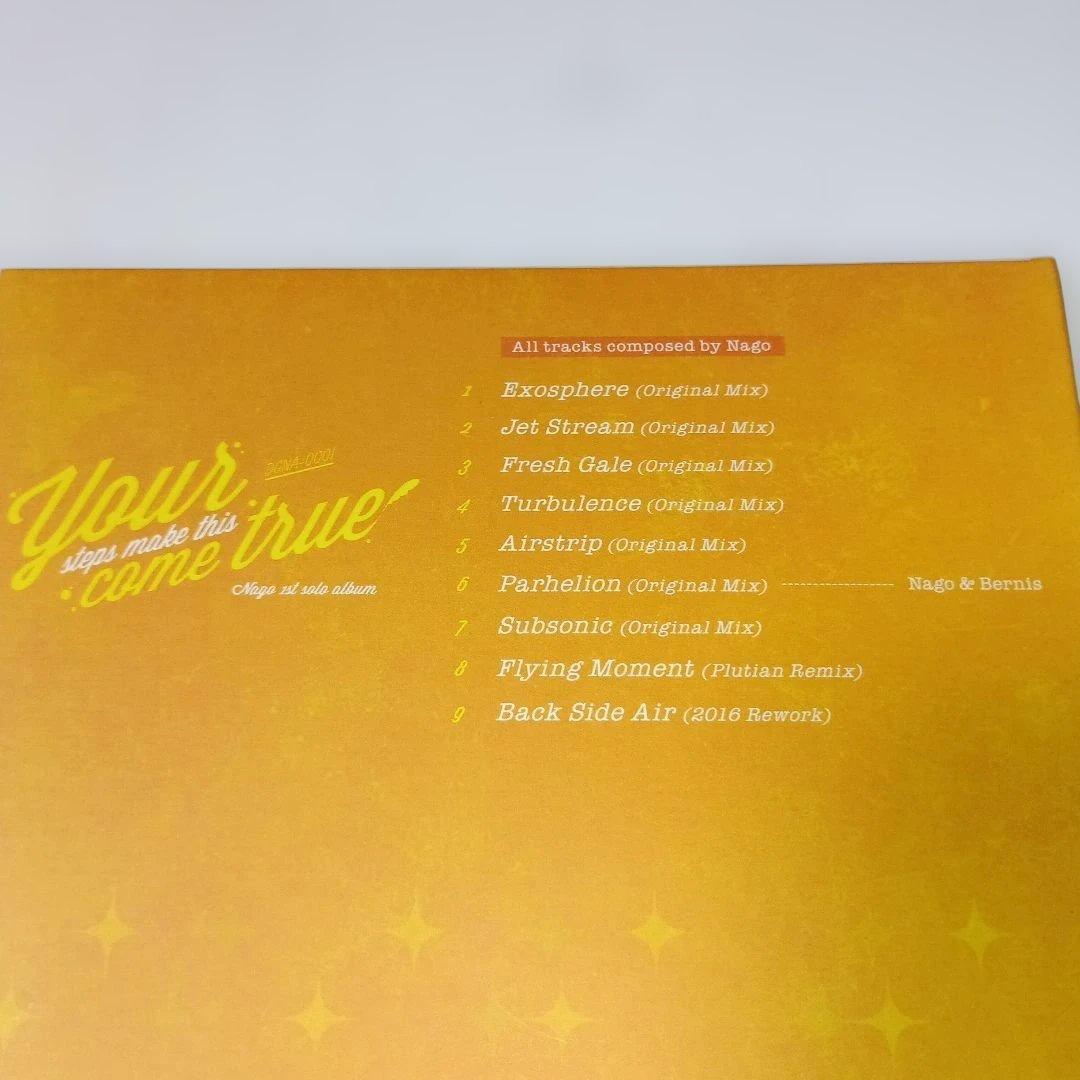 Your
DGNA-0001
steps make this
come true
Nago 1st solo album
All tracks composed by Nago
1 Exosphere (Original Mix)
2 Jet Stream (Original Mix)
3 Fresh Gale (Original Mix)
4 Turbulence (Original Mix)
5 Airstrip (Original Mix)
6 Parhelion (Original Mix) Nago & Bernis
7 Subsonic (Original Mix)
8 Flying Moment (Plutian Remix)
9 Back Side Air (2016 Rework)